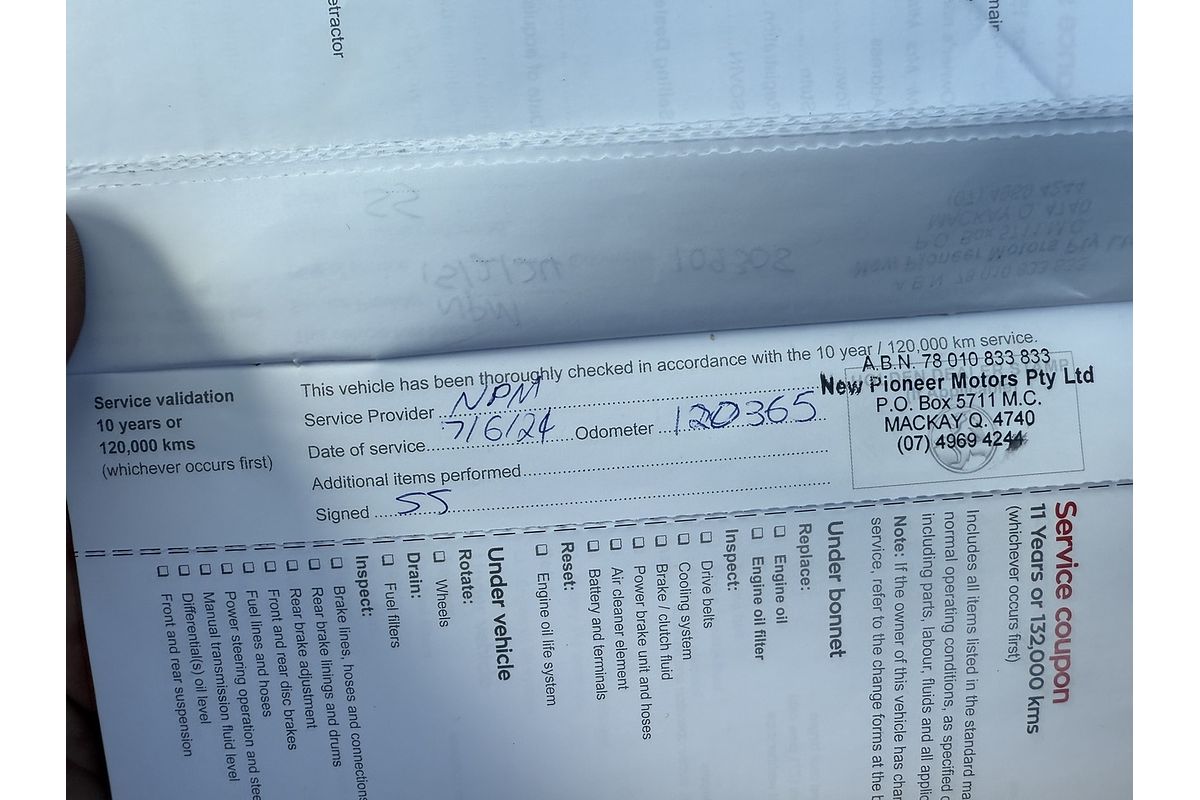 etractor
mair
Service validation
10 years or
120,000 kms
(whichever occurs first)
This vehicle has been thoroughly checked in accordance with the 10 year / 120,000 km service.
Service Provider NPM
Date of service 7/6/24 Odometer 120365
Additional items performed
Signed SS
A.B.N. 78 010 833 833
New Pioneer Motors Pty Ltd
P.O. Box 5711 M.C.
MACKAY Q. 4740
(07) 4969 4244
Service coupon
11 Years or 132,000 kms
(whichever occurs first)
Includes all items listed in the standard ma
normal operating conditions, as specified
including parts, labour, fluids and all applic
Note: If the owner of this vehicle has char
service, refer to the change forms at the b
Under bonnet
Replace:
☐ Engine oil
☐ Engine oil filter
Inspect:
☐ Drive belts
☐ Cooling system
☐ Brake / clutch fluid
☐ Power brake unit and hoses
☐ Air cleaner element
☐ Battery and terminals
Reset:
☐ Engine oil life system
Under vehicle
Rotate:
☐ Wheels
Drain:
☐ Fuel filters
Inspect:
☐ Brake lines, hoses and connections
☐ Rear brake linings and drums
☐ Rear brake adjustment
☐ Front and rear disc brakes
☐ Fuel lines and hoses
☐ Power steering operation and stee
☐ Manual transmission fluid level
☐ Differential(s) oil level
☐ Front and rear suspension